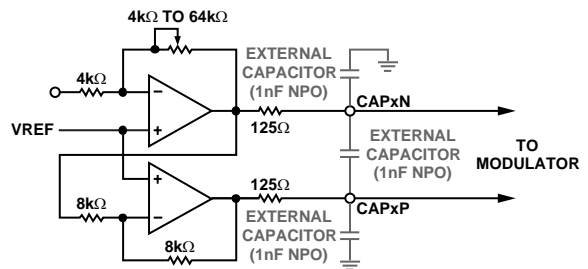 4kΩ TO 64kΩ
EXTERNAL
CAPACITOR
(1nF NPO)
4kΩ
–
+
VREF
125Ω
CAPxN
EXTERNAL
CAPACITOR
(1nF NPO)
TO
MODULATOR
+
–
8kΩ
125Ω
CAPxP
8kΩ
EXTERNAL
CAPACITOR
(1nF NPO)